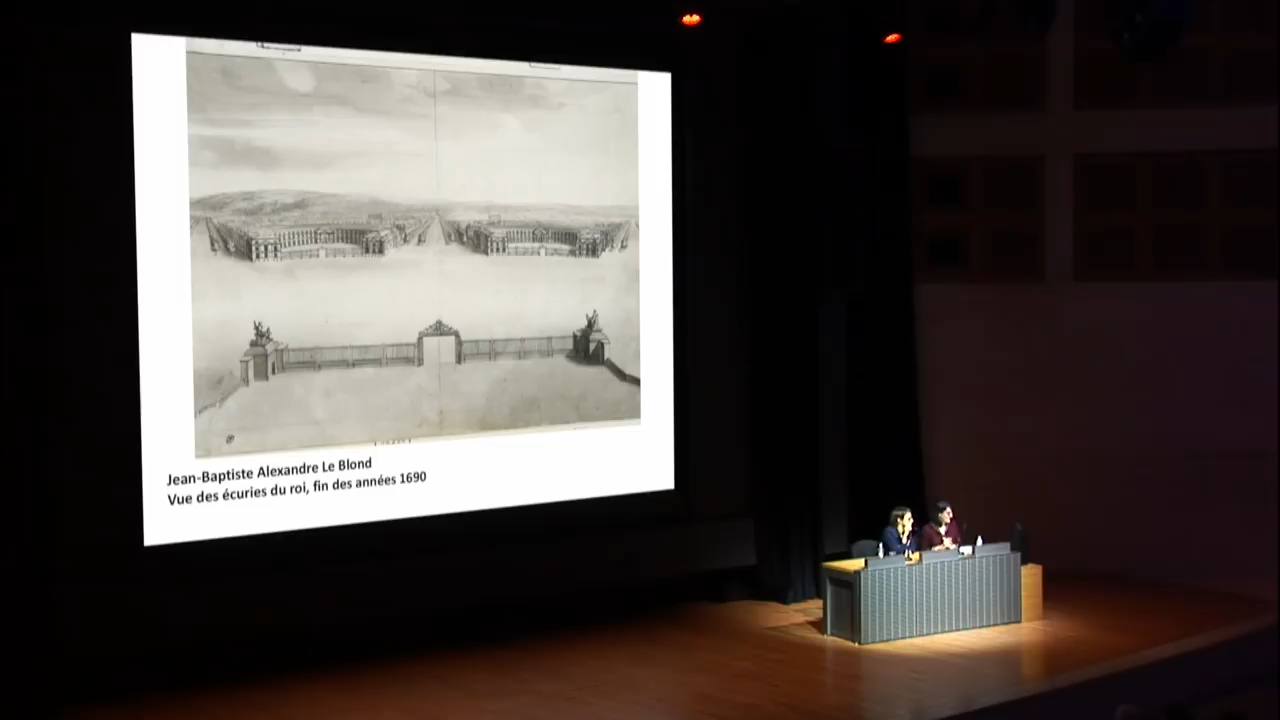 Jean-Baptiste Alexandre Le Blond
Vue des écuries du roi, fin des années 1690